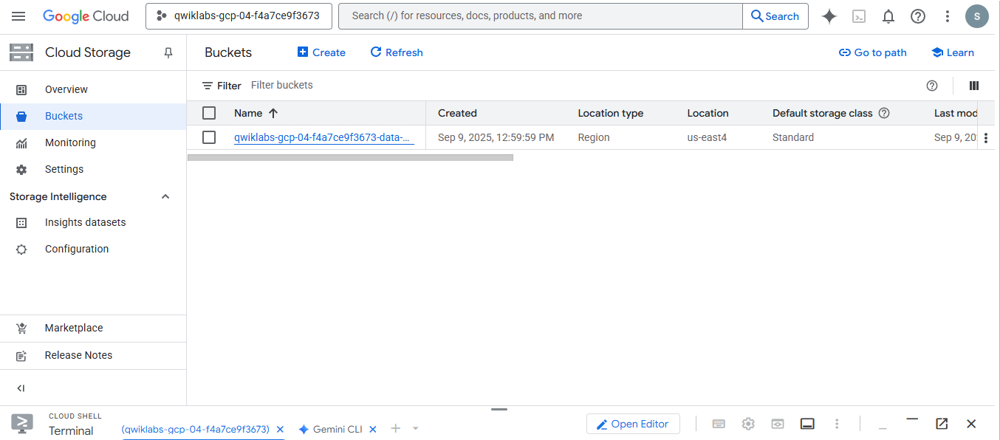 Google Cloud
qwiklabs-gcp-04-f4a7ce9f3673
Search (/) for resources, docs, products, and more
Search
S
Cloud Storage
Buckets
Create
Refresh
Go to path
Learn
Overview
Buckets
Monitoring
Settings
Storage Intelligence
Insights datasets
Configuration
Marketplace
Release Notes
Filter Filter buckets
Name Created Location type Location Default storage class Last mod
qwiklabs-gcp-04-f4a7ce9f3673-data-... Sep 9, 2025, 12:59:59 PM Region us-east4 Standard Sep 9, 20
CLOUD SHELL
Terminal
(qwiklabs-gcp-04-f4a7ce9f3673)
Gemini CLI
Open Editor